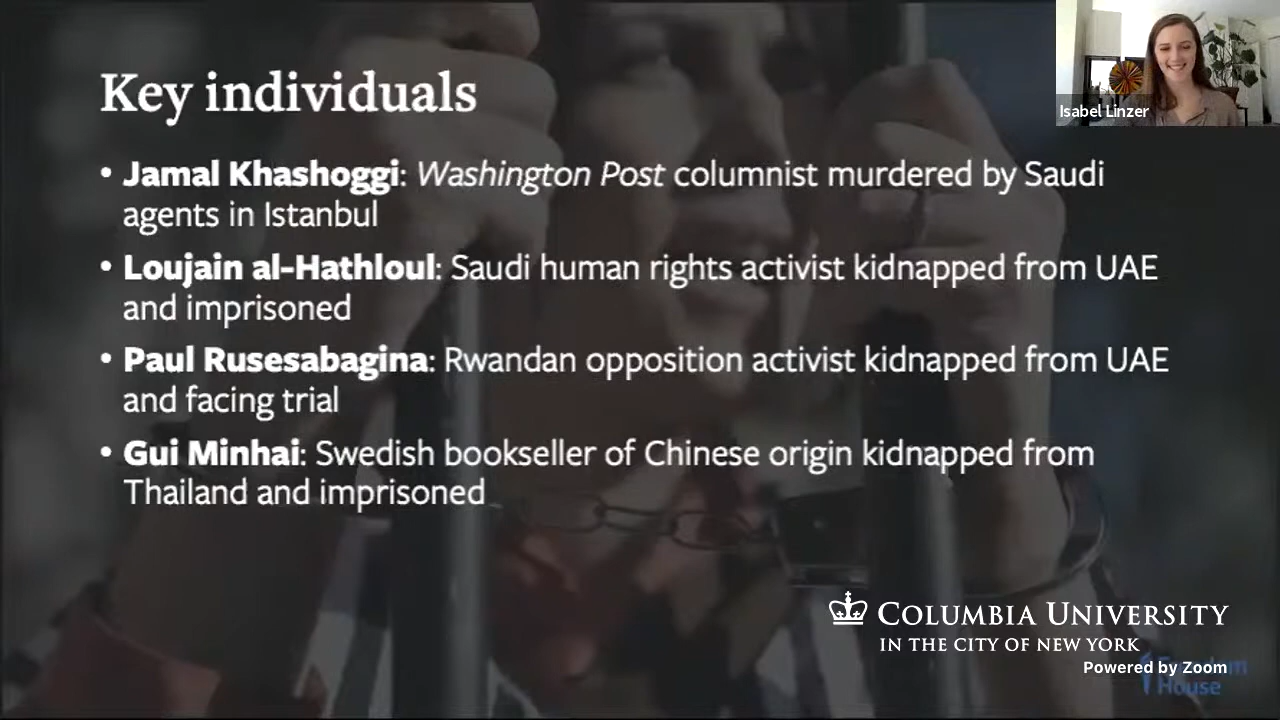 Key individuals
Isabel Linzer
• Jamal Khashoggi: Washington Post columnist murdered by Saudi
agents in Istanbul
• Loujain al-Hathloul: Saudi human rights activist kidnapped from UAE
and imprisoned
• Paul Rusesabagina: Rwandan opposition activist kidnapped from UAE
and facing trial
• Gui Minhai: Swedish bookseller of Chinese origin kidnapped from
Thailand and imprisoned
COLUMBIA UNIVERSITY
IN THE CITY OF NEW YORK
Powered by Zoom
House